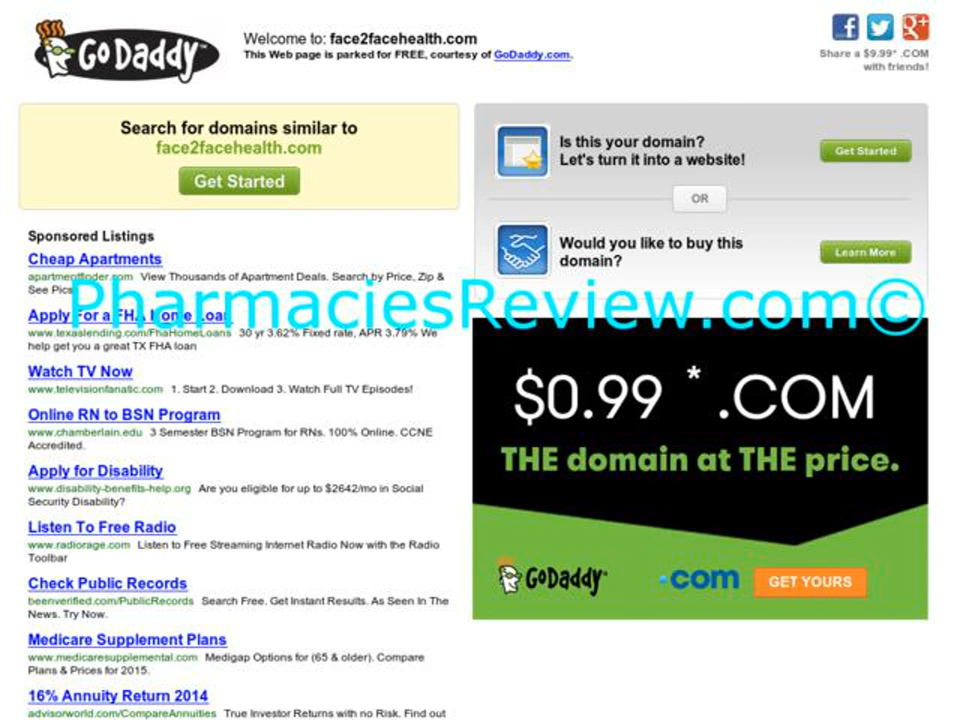 GODADDY™
Welcome to: face2facehealth.com
This Web page is parked for FREE, courtesy of GoDaddy.com.
Share a $9.99* .COM
with friends!
Search for domains similar to
face2facehealth.com
Get Started
Is this your domain?
Let's turn it into a website!
Get Started
OR
Would you like to buy this
domain?
Learn More
Sponsored Listings
Cheap Apartments
apartmentfinder.com View Thousands of Apartment Deals. Search by Price, Zip &
See Pics
PharmaciesReview.com©
Apply For a FHA Home Loan
www.texaslending.com/FhaHomeLoans 30 yr 3.62% Fixed rate, APR 3.79% We
help get you a great TX FHA loan
Watch TV Now
www.televisionfanatic.com 1. Start 2. Download 3. Watch Full TV Episodes!
Online RN to BSN Program
www.chamberlain.edu 3 Semester BSN Program for RNs. 100% Online. CCNE
Accredited.
Apply for Disability
www.disability-benefits-help.org Are you eligible for up to $2642/mo in Social
Security Disability?
Listen To Free Radio
www.radiorage.com Listen to Free Streaming Internet Radio Now with the Radio
Toolbar
Check Public Records
beenverified.com/PublicRecords Search Free. Get Instant Results. As Seen In The
News. Try Now.
Medicare Supplement Plans
www.medicaresupplemental.com Medigap Options for (65 & older). Compare
Plans & Prices for 2015.
16% Annuity Return 2014
advisorworld.com/CompareAnnuities True Investor Returns with no Risk. Find out
$0.99 * .COM
THE domain at THE price.
GODADDY
.com
GET YOURS